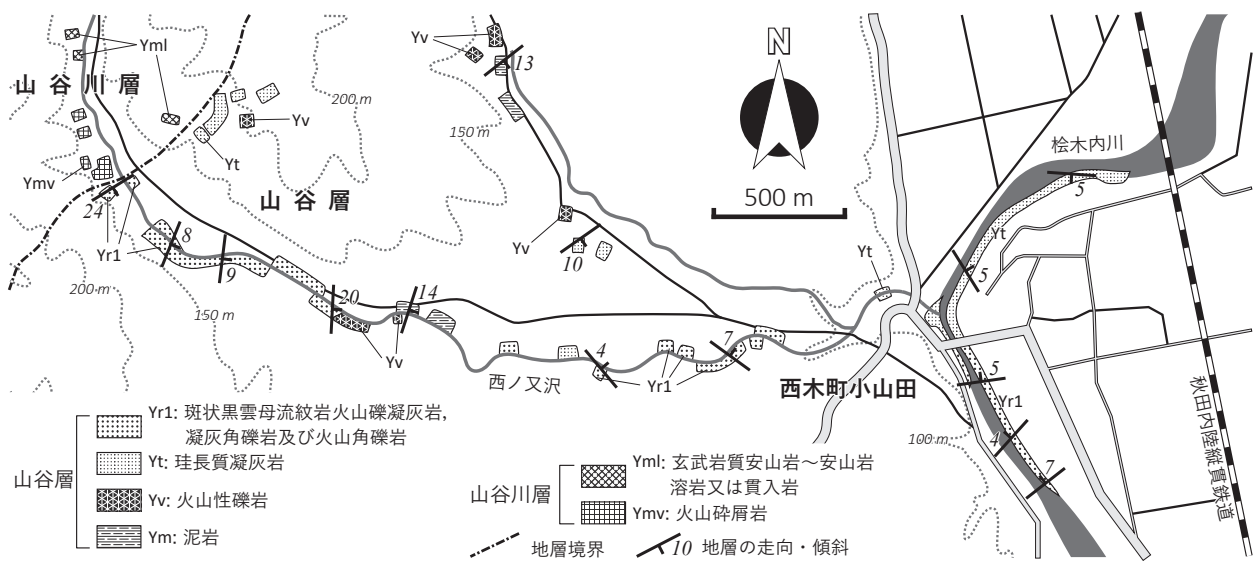 Yml
山谷川層
Yv
13
N
桧木内川
200 m
150 m
Yv
Yt
5
500 m
Ymv
山谷層
24
8
Yr1
9
Yv
10
Yt
Yt
5
200 m
150 m
20
14
Yv
7
4
Yr1
西ノ又沢
西木町小山田
5
Yr1
4
7
100 m
秋田内陸縦貫鉄道
山谷層
Yr1: 斑状黒雲母流紋岩火山礫凝灰岩,
凝灰角礫岩及び火山角礫岩
Yt: 珪長質凝灰岩
Yv: 火山性礫岩
Ym: 泥岩
山谷川層
Yml: 玄武岩質安山岩～安山岩
溶岩又は貫入岩
Ymv: 火山砕屑岩
地層境界
10 地層の走向・傾斜